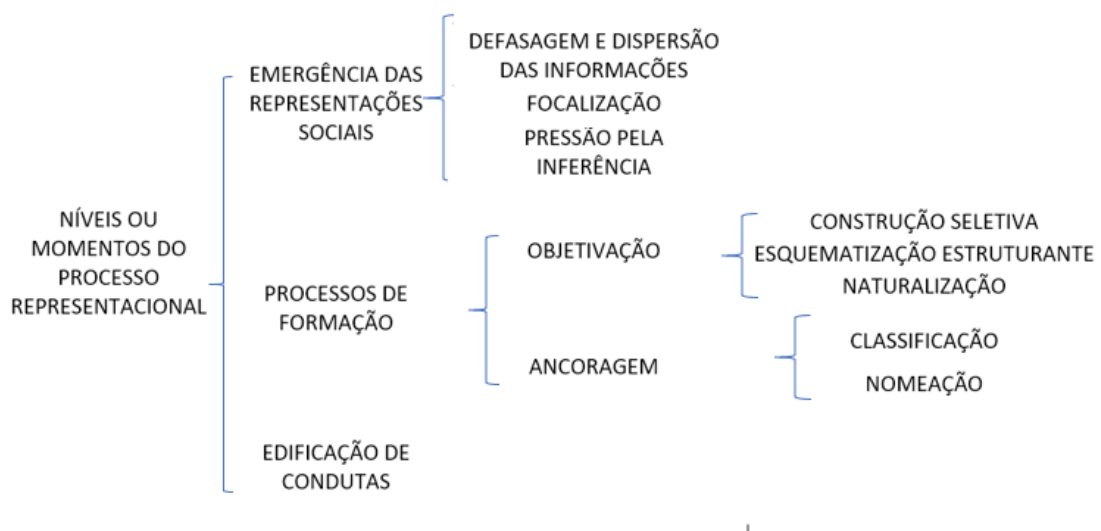 NÍVEIS OU
MOMENTOS DO
PROCESSO
REPRESENTACIONAL
EMERGÊNCIA DAS
REPRESENTAÇÕES
SOCIAIS
DEFASAGEM E DISPERSÃO
DAS INFORMAÇÕES
FOCALIZAÇÃO
PRESSÃO PELA
INFERÊNCIA
PROCESSOS DE
FORMAÇÃO
OBJETIVAÇÃO
CONSTRUÇÃO SELETIVA
ESQUEMATIZAÇÃO ESTRUTURANTE
NATURALIZAÇÃO
ANCORAGEM
CLASSIFICAÇÃO
NOMEAÇÃO
EDIFICAÇÃO DE
CONDUTAS